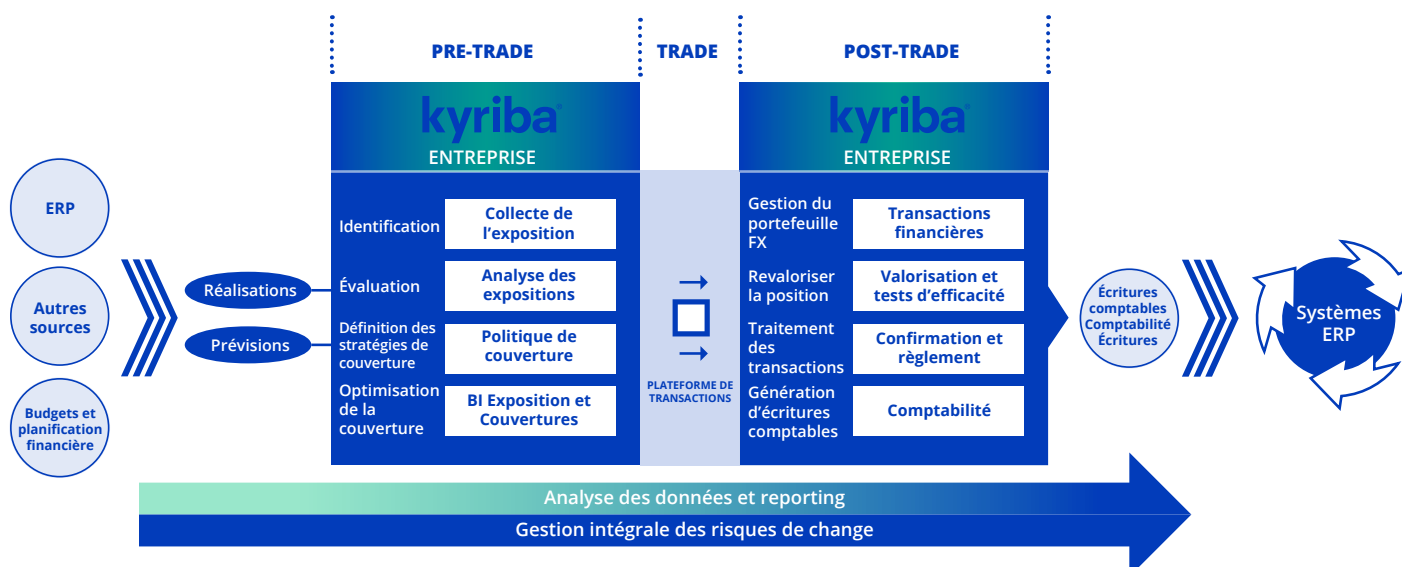 PRE-TRADE
TRADE
POST-TRADE
kyriba
ENTREPRISE
kyriba
ENTREPRISE
ERP
Autres
sources
Budgets et
planification
financière
Réalisations
Prévisions
Identification
Collecte de
l’exposition
Évaluation
Analyse des
expositions
Définition des
stratégies de
couverture
Politique de
couverture
Optimisation
de la
couverture
BI Exposition et
Couvertures
PLATEFORME DE
TRANSACTIONS
Gestion du
portefeuille
FX
Transactions
financières
Revaloriser
la position
Valorisation et
tests d’efficacité
Traitement
des
transactions
Confirmation et
règlement
Génération
d'écritures
comptables
Comptabilité
Écritures
comptables
Comptabilité
Écritures
Systèmes
ERP
Analyse des données et reporting
Gestion intégrale des risques de change